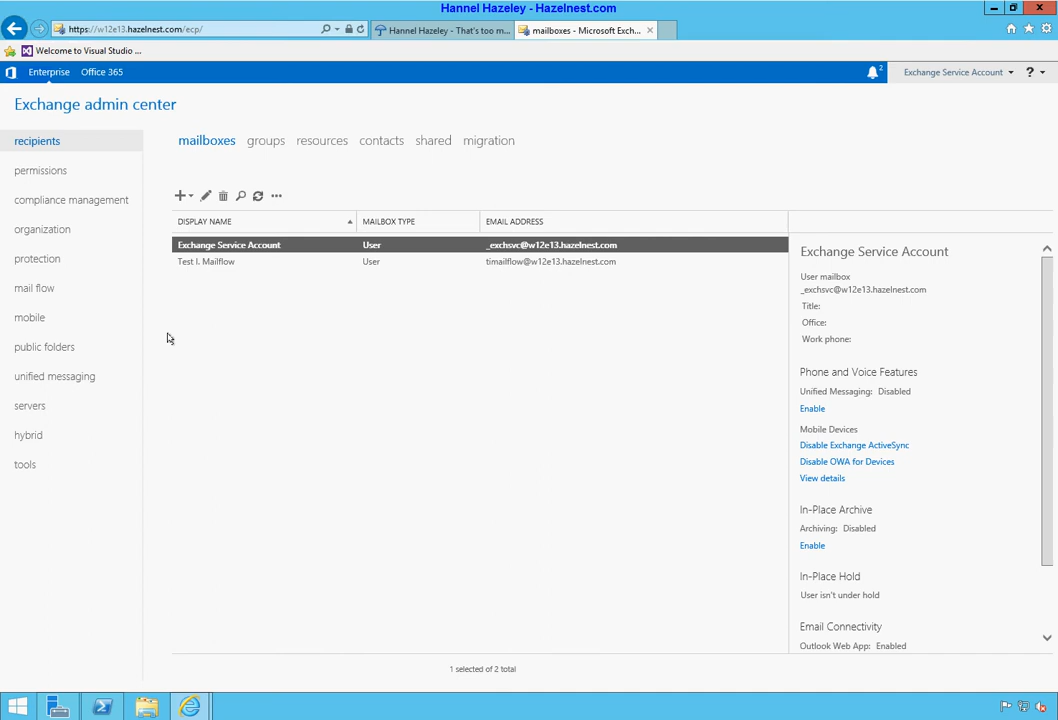 Hannel Hazeley - Hazelnest.com
https://w12e13.hazelnest.com/ecp/
Hannel Hazeley - That's too m...
mailboxes - Microsoft Exch...
Welcome to Visual Studio ...
Enterprise
Office 365
2
Exchange Service Account
?
Exchange admin center
recipients
permissions
compliance management
organization
protection
mail flow
mobile
public folders
unified messaging
servers
hybrid
tools
mailboxes
groups
resources
contacts
shared
migration
DISPLAY NAME
MAILBOX TYPE
EMAIL ADDRESS
Exchange Service Account User _exchsvc@w12e13.hazelnest.com
Test I. Mailflow User timailflow@w12e13.hazelnest.com
1 selected of 2 total
Exchange Service Account
User mailbox
_exchsvc@w12e13.hazelnest.com
Title:
Office:
Work phone:
Phone and Voice Features
Unified Messaging: Disabled
Enable
Mobile Devices
Disable Exchange ActiveSync
Disable OWA for Devices
View details
In-Place Archive
Archiving: Disabled
Enable
In-Place Hold
User isn't under hold
Email Connectivity
Outlook Web App: Enabled